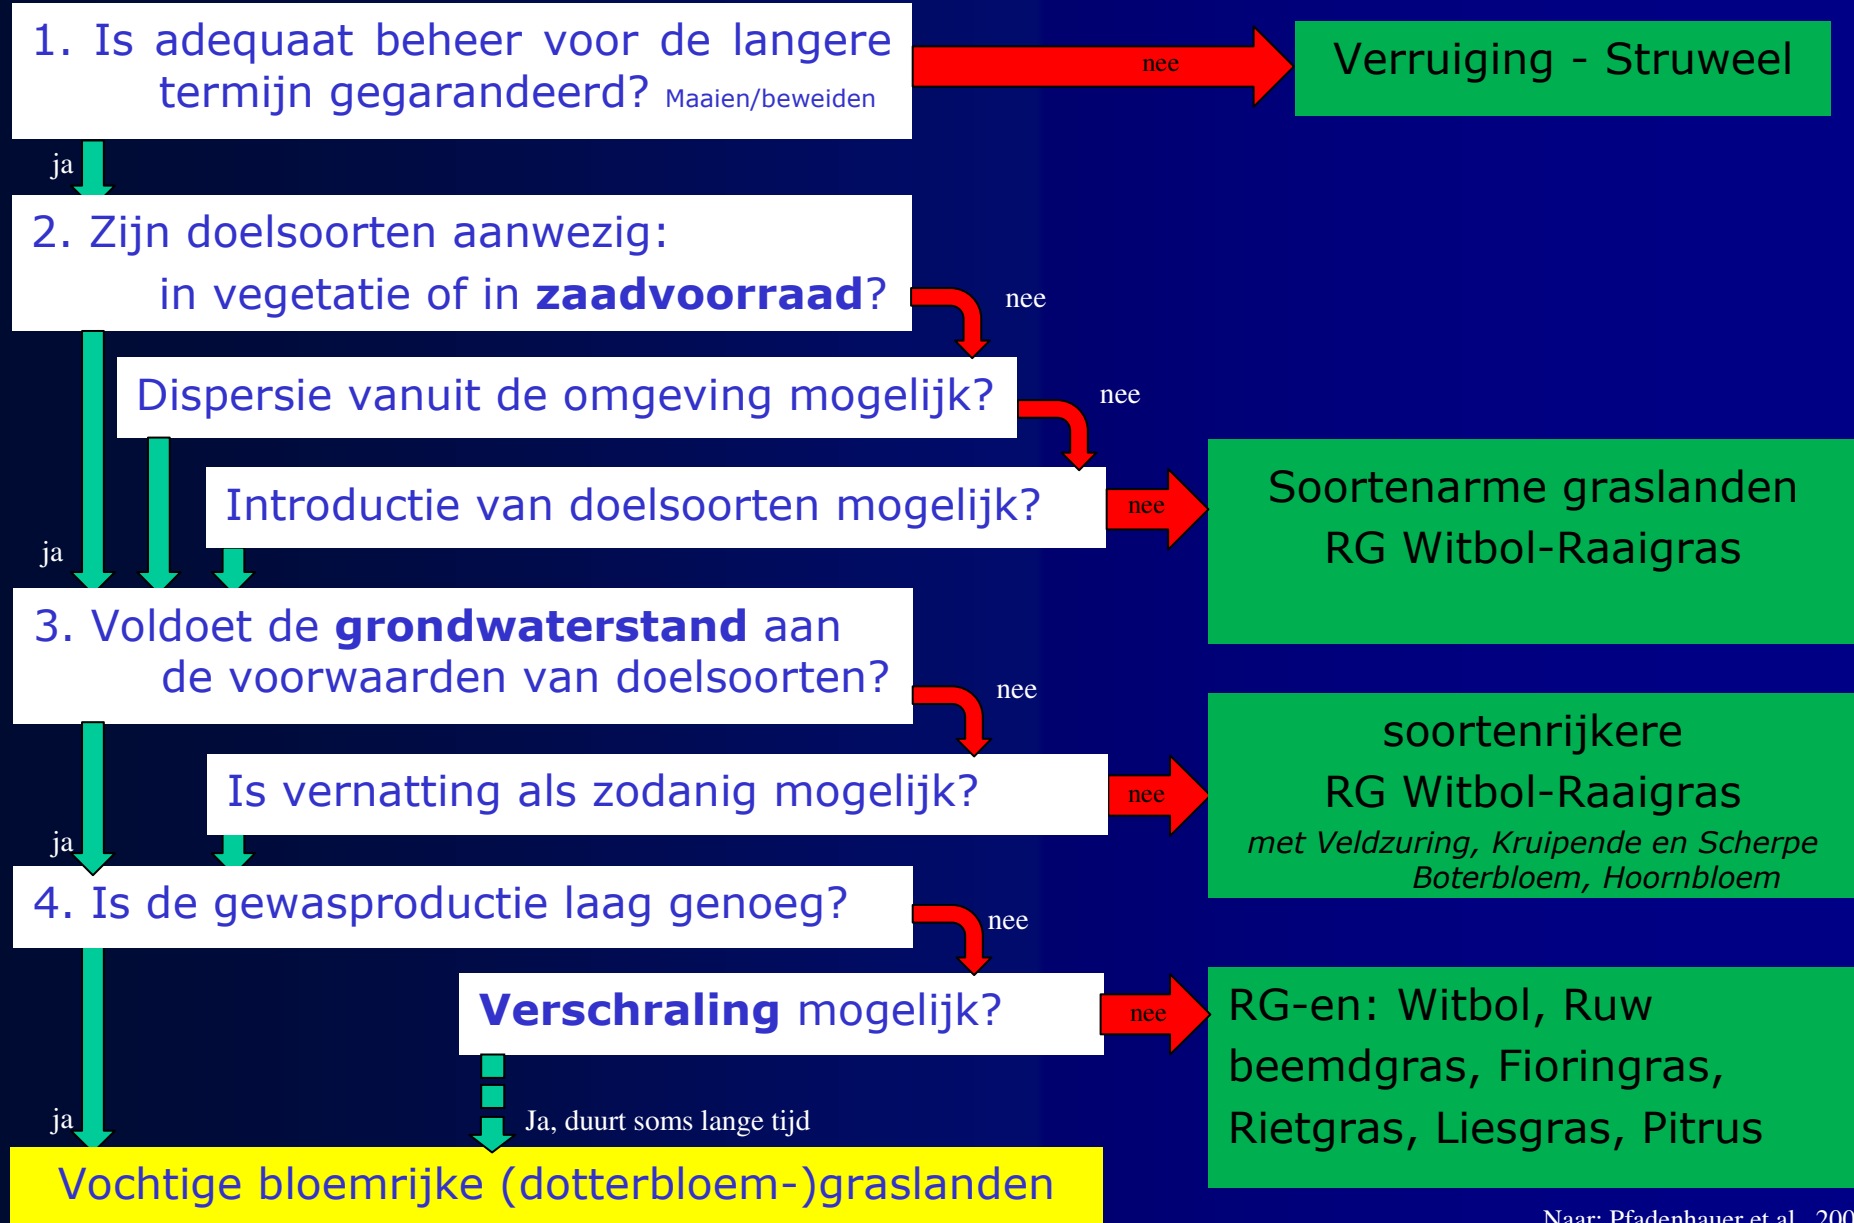 1. Is adequaat beheer voor de langere
termijn gegarandeerd? Maaien/beweiden
nee
Verruiging - Struweel
ja
2. Zijn doelsoorten aanwezig:
in vegetatie of in zaadvoorraad?
nee
Dispersie vanuit de omgeving mogelijk?
nee
Introductie van doelsoorten mogelijk?
nee
Soortenarme graslanden
RG Witbol-Raaigras
ja
3. Voldoet de grondwaterstand aan
de voorwaarden van doelsoorten?
nee
Is vernatting als zodanig mogelijk?
nee
soortenrijkere
RG Witbol-Raaigras
met Veldzuring, Kruipende en Scherpe
Boterbloem, Hoornbloem
ja
4. Is de gewasproductie laag genoeg?
nee
Verschraling mogelijk?
nee
RG-en: Witbol, Ruw
beemdgras, Fioringras,
Rietgras, Liesgras, Pitrus
ja
Ja, duurt soms lange tijd
Vochtige bloemrijke (dotterbloem-)graslanden
Naar: Pfadenhauer et al., 200